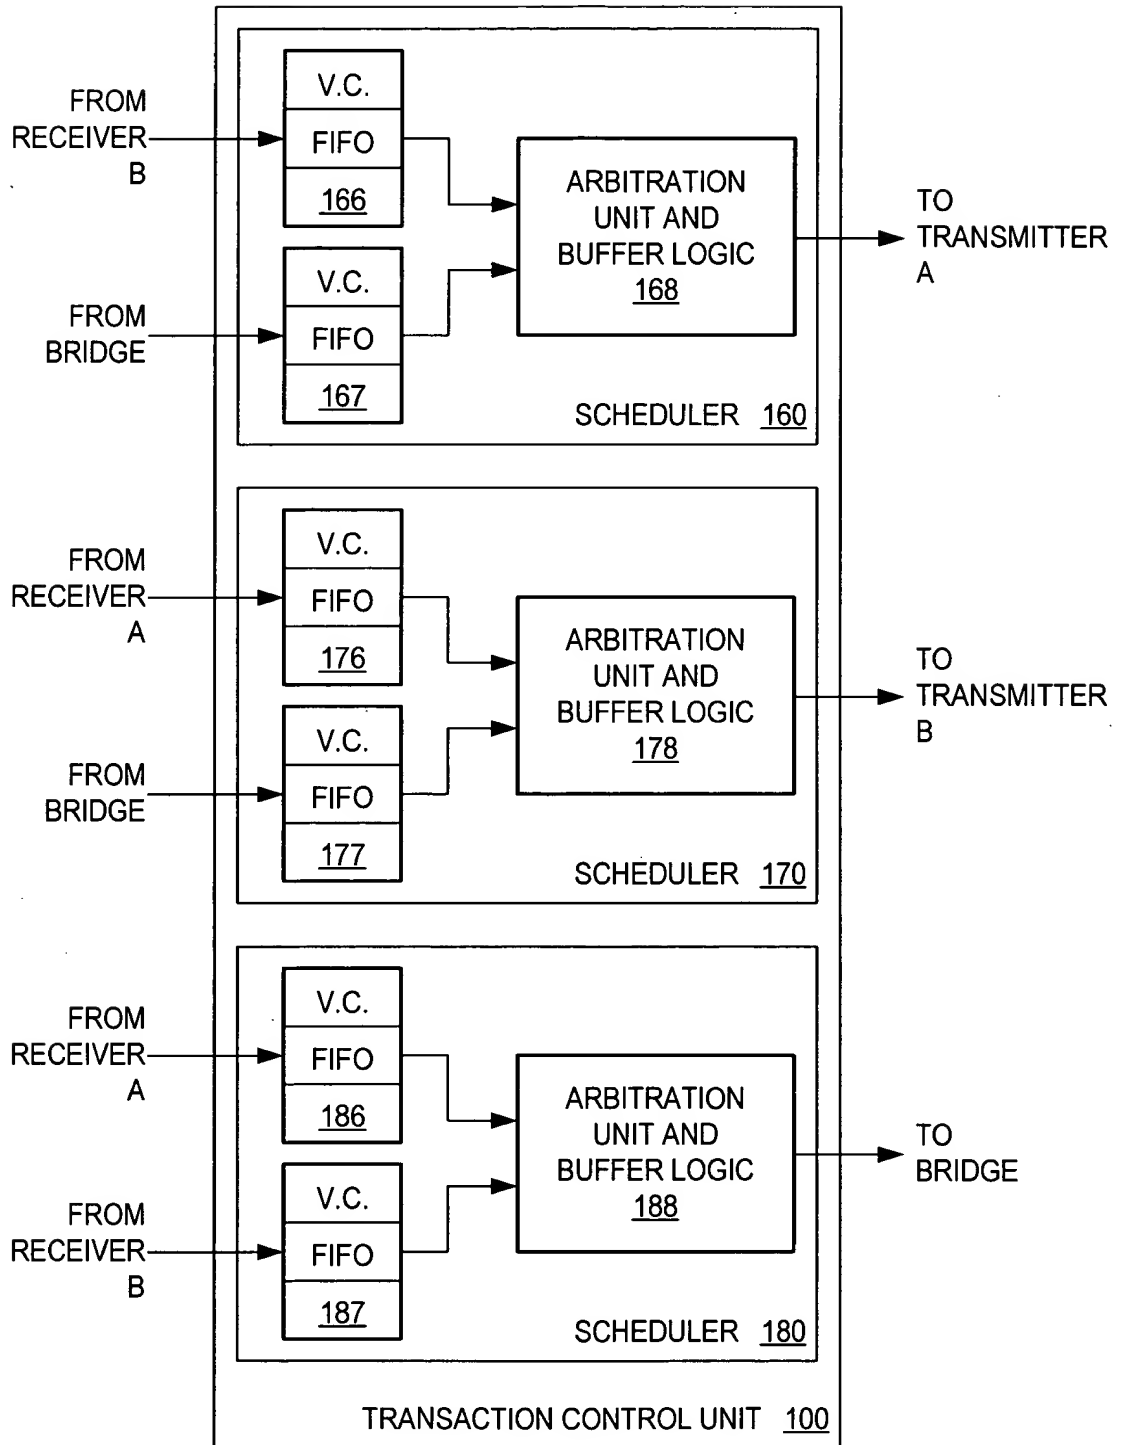 FROM
RECEIVER
B
V.C.
FIFO
166
FROM
BRIDGE
V.C.
FIFO
167
ARBITRATION
UNIT AND
BUFFER LOGIC
168
TO
TRANSMITTER
A
SCHEDULER 160
FROM
RECEIVER
A
V.C.
FIFO
176
FROM
BRIDGE
V.C.
FIFO
177
ARBITRATION
UNIT AND
BUFFER LOGIC
178
TO
TRANSMITTER
B
SCHEDULER 170
FROM
RECEIVER
A
V.C.
FIFO
186
FROM
RECEIVER
B
V.C.
FIFO
187
ARBITRATION
UNIT AND
BUFFER LOGIC
188
TO
BRIDGE
SCHEDULER 180
TRANSACTION CONTROL UNIT 100